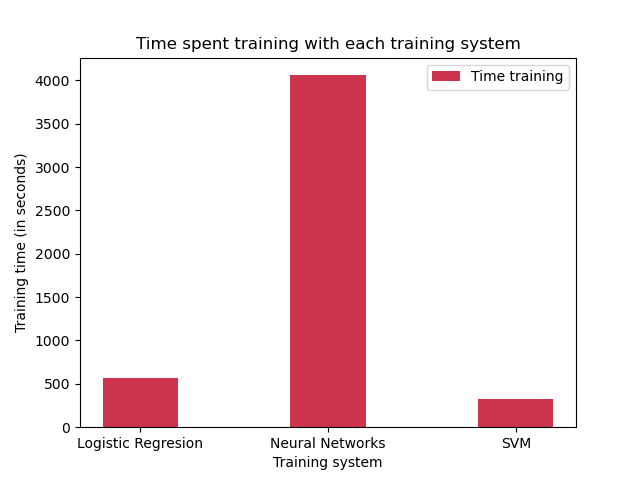 Time spent training with each training system
Time training
4000
3500
3000
2500
2000
1500
1000
500
0
Training time (in seconds)
Logistic Regresion
Neural Networks
SVM
Training system